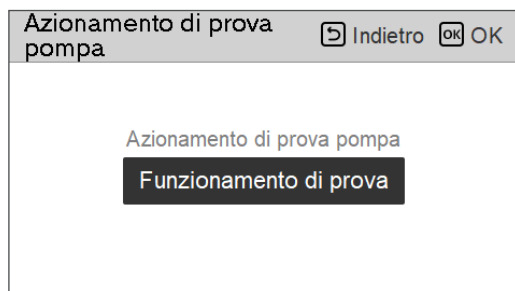 Azionamento di prova
pompa
Indietro OK OK
Azionamento di prova pompa
Funzionamento di prova